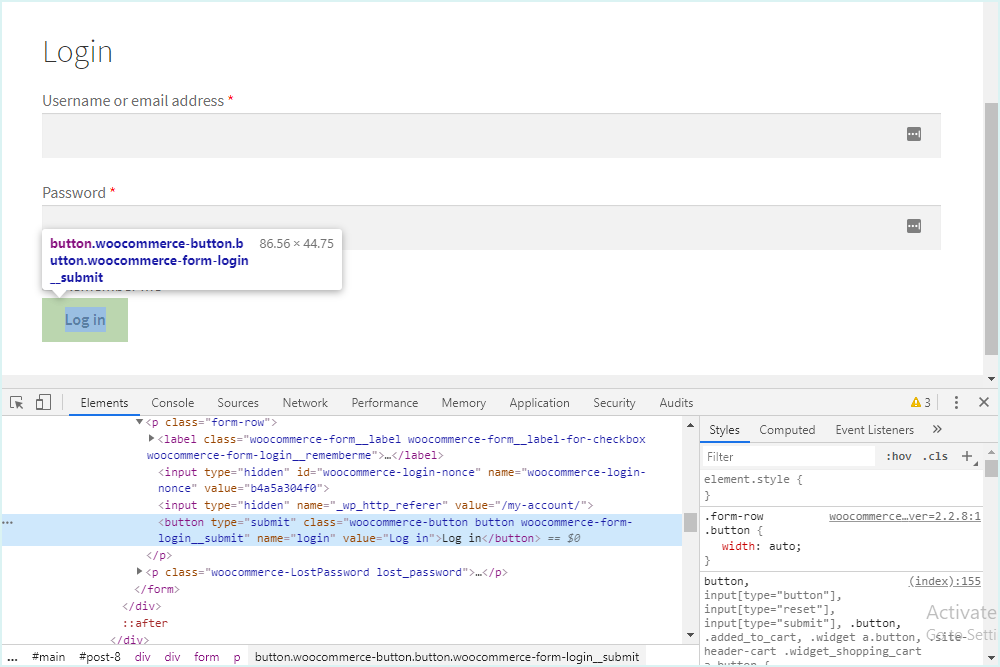 Login
Username or email address *
Password *
button.woocommerce-button.b 86.56 × 44.75
utton.woocommerce-form-login
__submit
Log in
Elements Console Sources Network Performance Memory Application Security Audits 3
<p class="form-row">
<label class="woocommerce-form__label woocommerce-form__label-for-checkbox
woocommerce-form-login__rememberme">…</label>
<input type="hidden" id="woocommerce-login-nonce" name="woocommerce-login-
nonce" value="b4a5a304f0">
<input type="hidden" name="_wp_http_referer" value="/my-account/">
<button type="submit" class="woocommerce-button button woocommerce-form-
login__submit" name="login" value="Log in">Log in</button> == $0
</p>
<p class="woocommerce-LostPassword lost_password">…</p>
</form>
</div>
::after
</div>
... #main #post-8 div div form p button.woocommerce-button.button.woocommerce-form-login__submit
Styles Computed Event Listeners »
Filter :hov .cls +
element.style {
}
.form-row woocommerce…ver=2.2.8:1
.button {
width: auto;
}
button, (index):155
input[type="button"],
input[type="reset"],
input[type="submit"], .button,
.added_to_cart, .widget a.button, .site-
header-cart .widget_shopping_cart
a.button {
Activate
Go to Setti